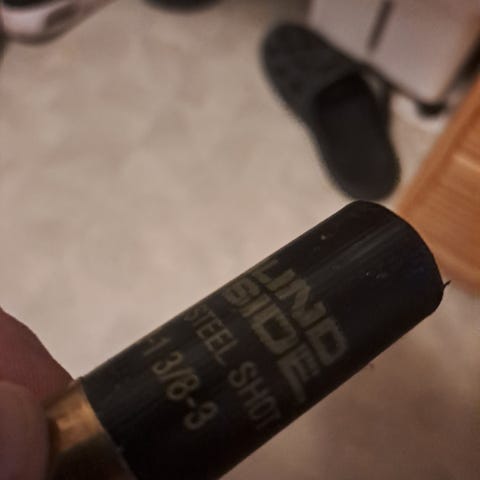 LIND
SIDE
STEEL SHOT
-1 3/8-3